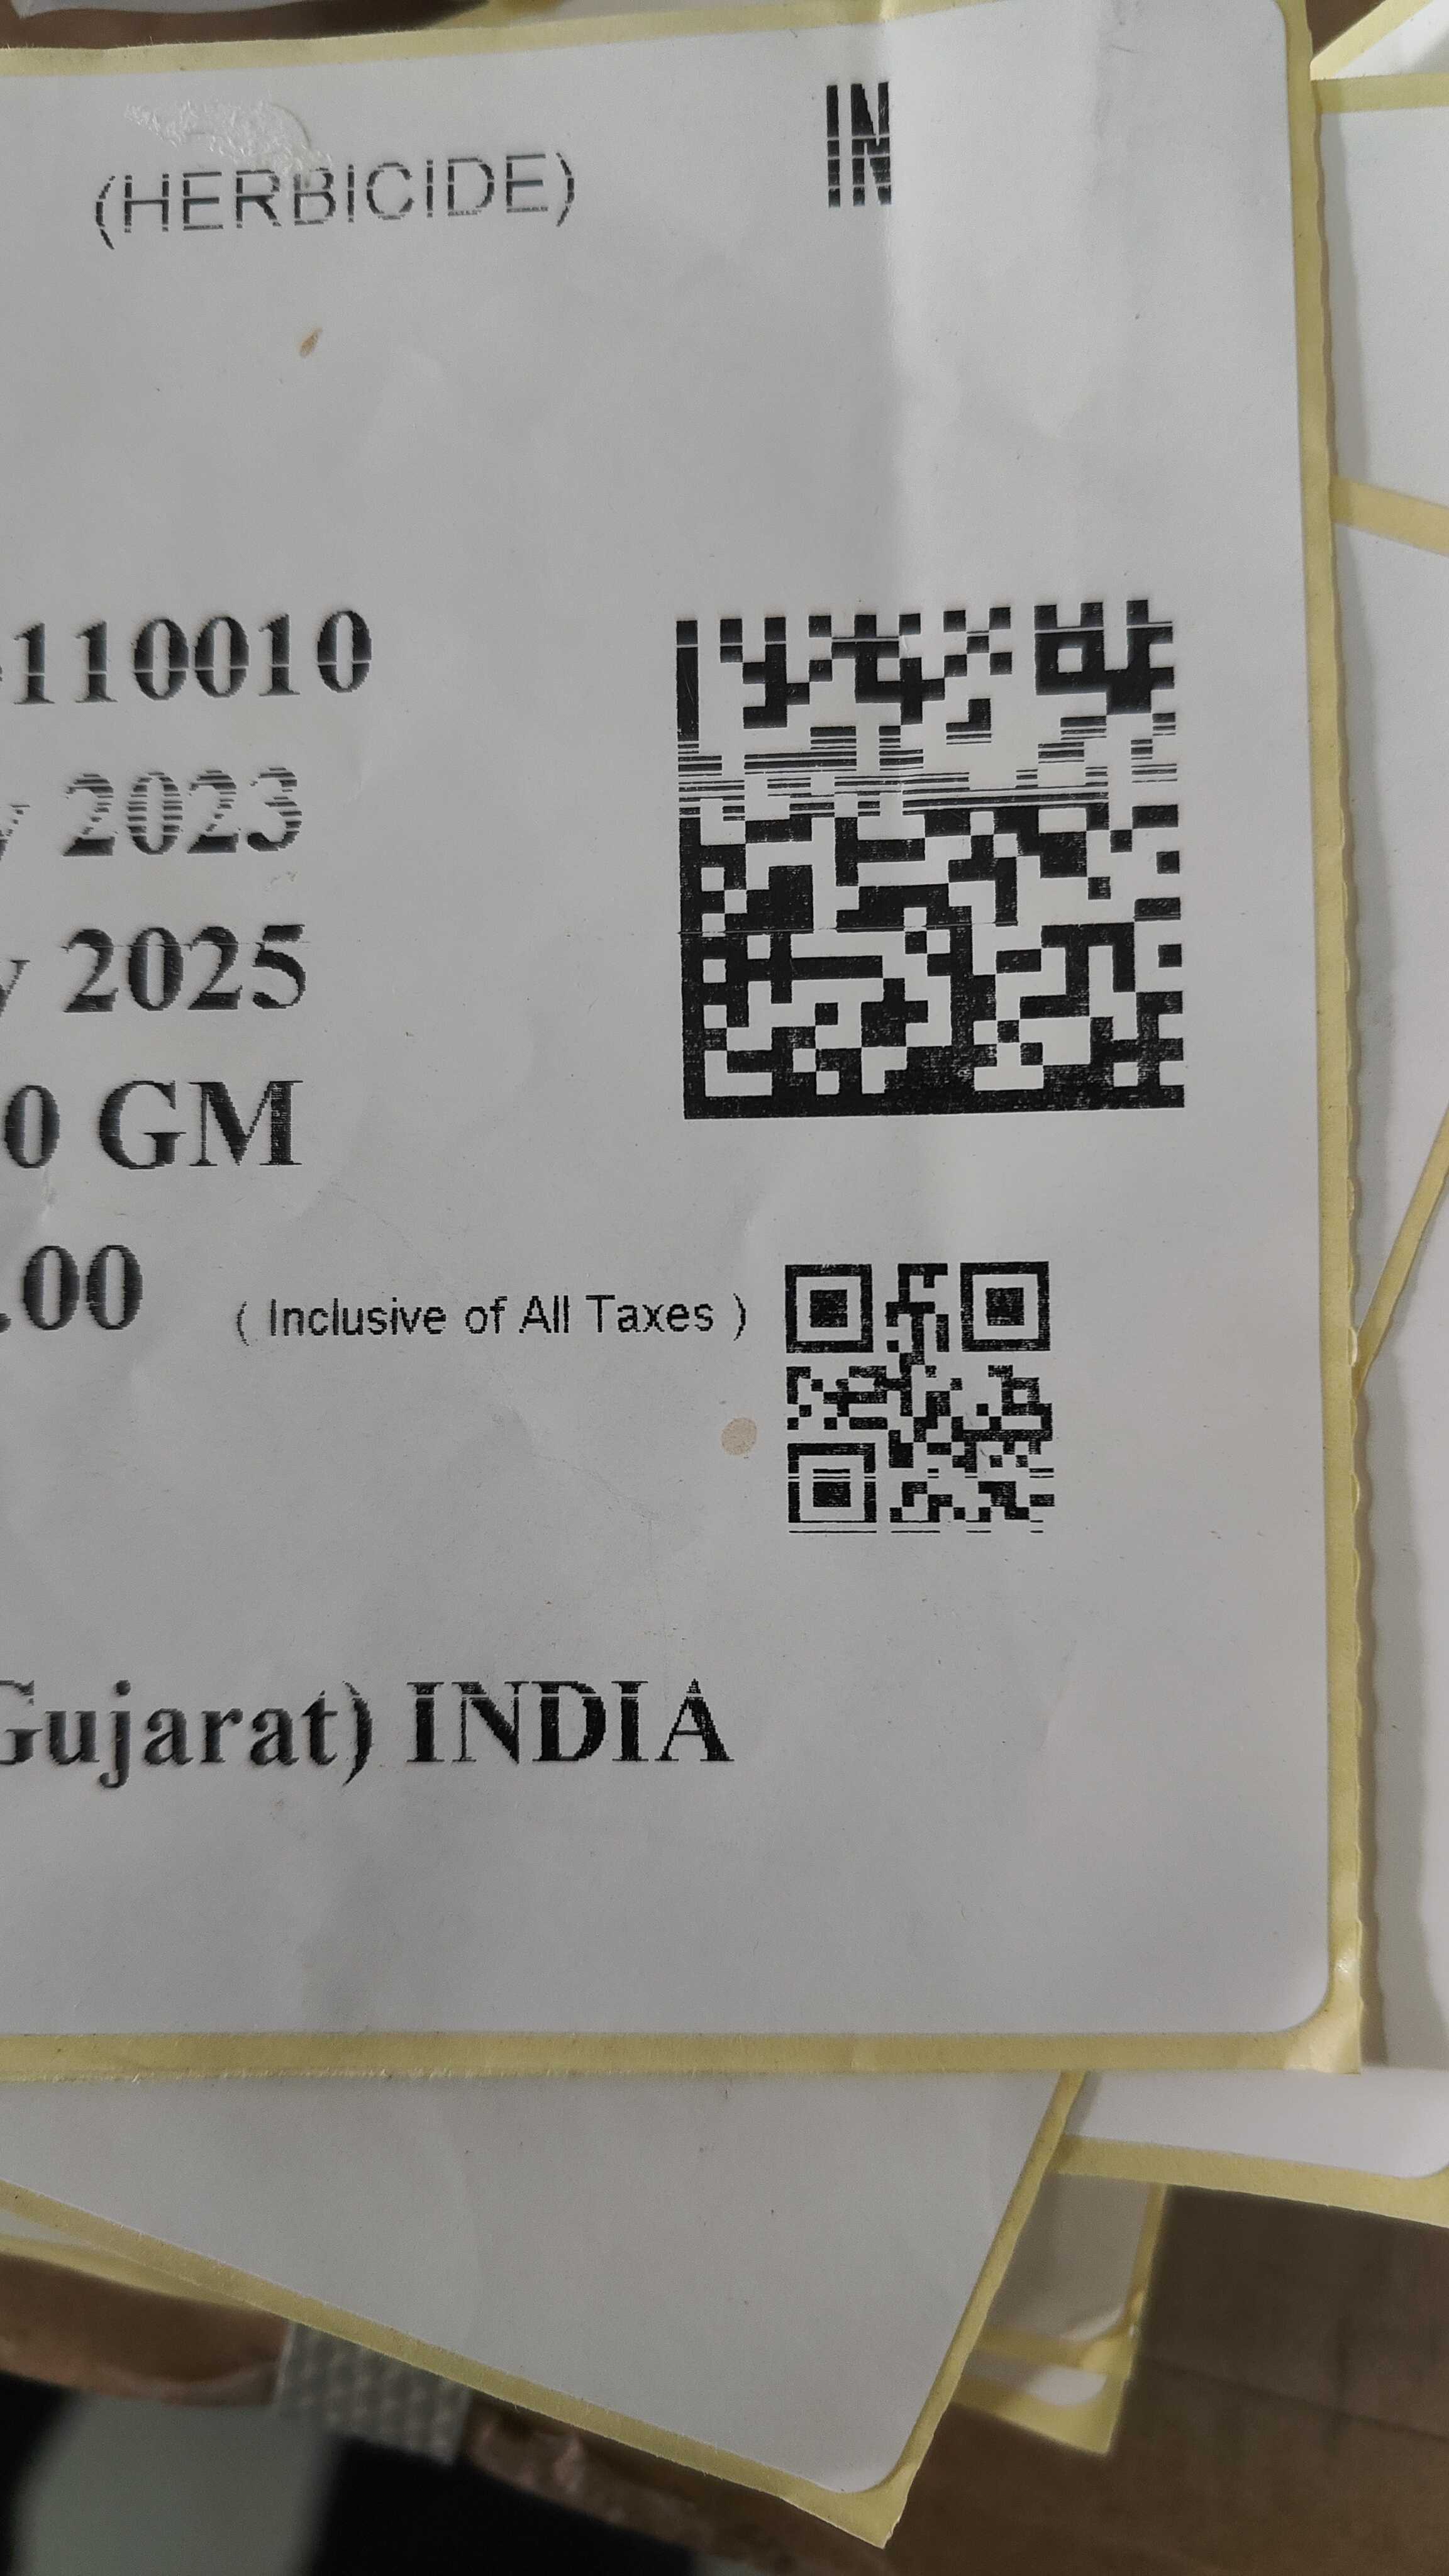 (HERBICIDE)
IN
110010
2023
2025
0 GM
.00
( Inclusive of All Taxes )
Gujarat) INDIA